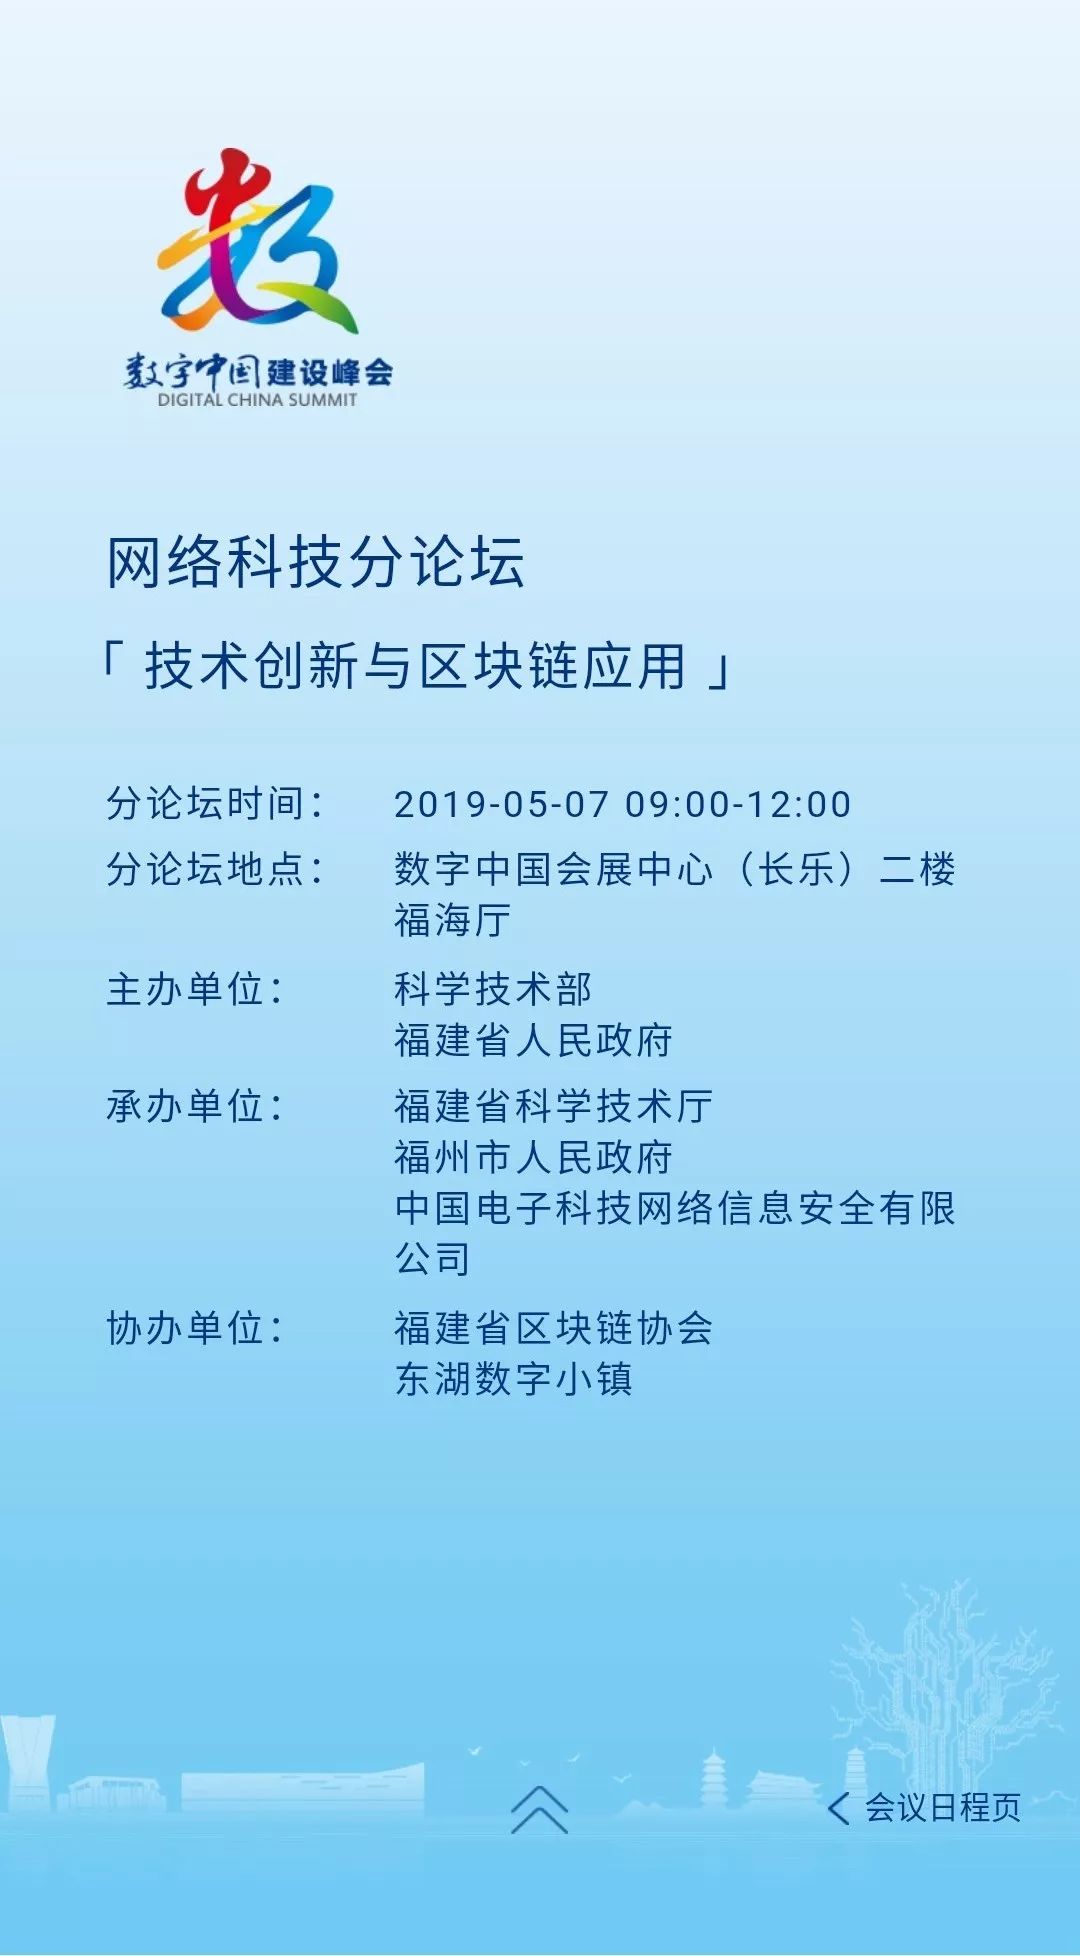 数字中国建设峰会
DIGITAL CHINA SUMMIT
网络科技分论坛
「 技术创新与区块链应用 」
分论坛时间： 2019-05-07 09:00-12:00
分论坛地点： 数字中国会展中心（长乐）二楼
福海厅
主办单位： 科学技术部
福建省人民政府
承办单位： 福建省科学技术厅
福州市人民政府
中国电子科技网络信息安全有限
公司
协办单位： 福建省区块链协会
东湖数字小镇
会议日程页